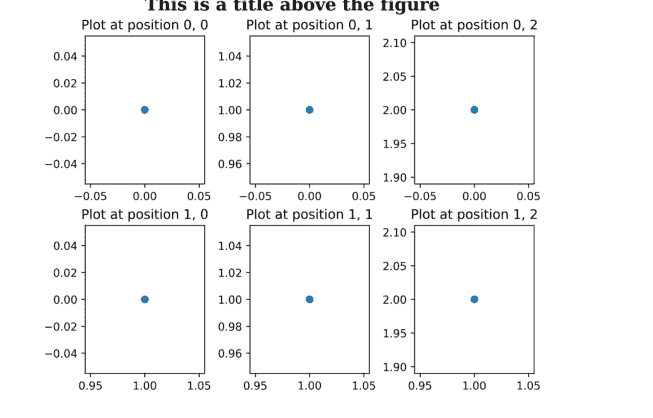 This is a title above the figure
Plot at position 0, 0 Plot at position 0, 1 Plot at position 0, 2
0.04 1.04 2.10
0.02 1.02 2.05
0.00 1.00 2.00
−0.02 0.98 1.95
−0.04 0.96 1.90
−0.05 0.00 0.05 −0.05 0.00 0.05 −0.05 0.00 0.05
Plot at position 1, 0 Plot at position 1, 1 Plot at position 1, 2
0.04 1.04 2.10
0.02 1.02 2.05
0.00 1.00 2.00
−0.02 0.98 1.95
−0.04 0.96 1.90
0.95 1.00 1.05 0.95 1.00 1.05 0.95 1.00 1.05